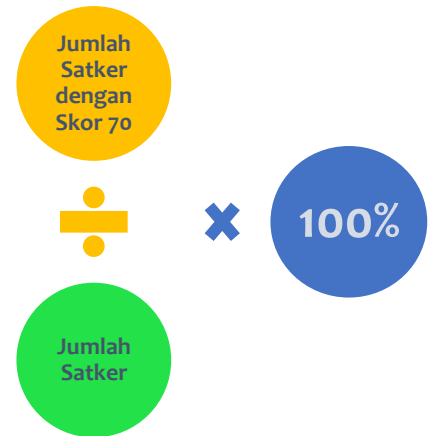 Jumlah
Satker
dengan
Skor 70
÷
×
100%
Jumlah
Satker